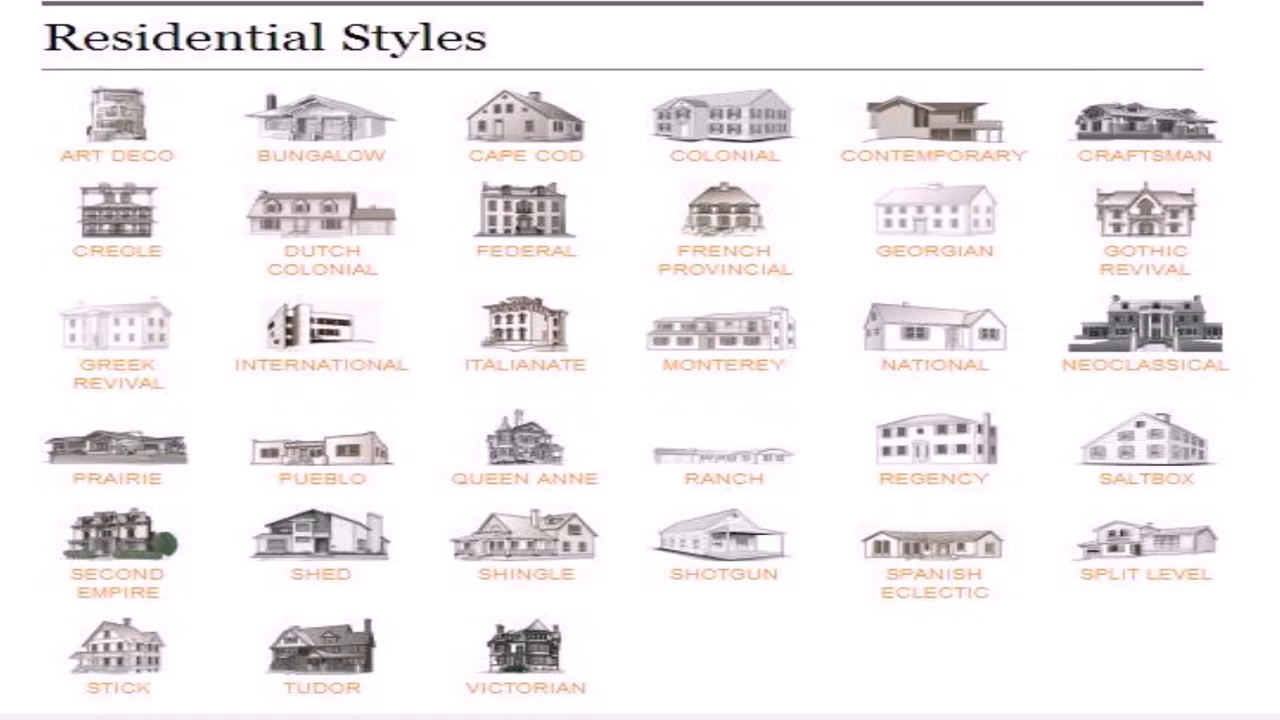 Residential Styles
ART DECO
BUNGALOW
CAPE COD
COLONIAL
CONTEMPORARY
CRAFTSMAN
CREOLE
DUTCH
COLONIAL
FEDERAL
FRENCH
PROVINCIAL
GEORGIAN
GOTHIC
REVIVAL
GREEK
REVIVAL
INTERNATIONAL
ITALIANATE
MONTEREY
NATIONAL
NEOCLASSICAL
PRAIRIE
PUEBLO
QUEEN ANNE
RANCH
REGENCY
SALTBOX
SECOND
EMPIRE
SHED
SHINGLE
SHOTGUN
SPANISH
ECLECTIC
SPLIT LEVEL
STICK
TUDOR
VICTORIAN